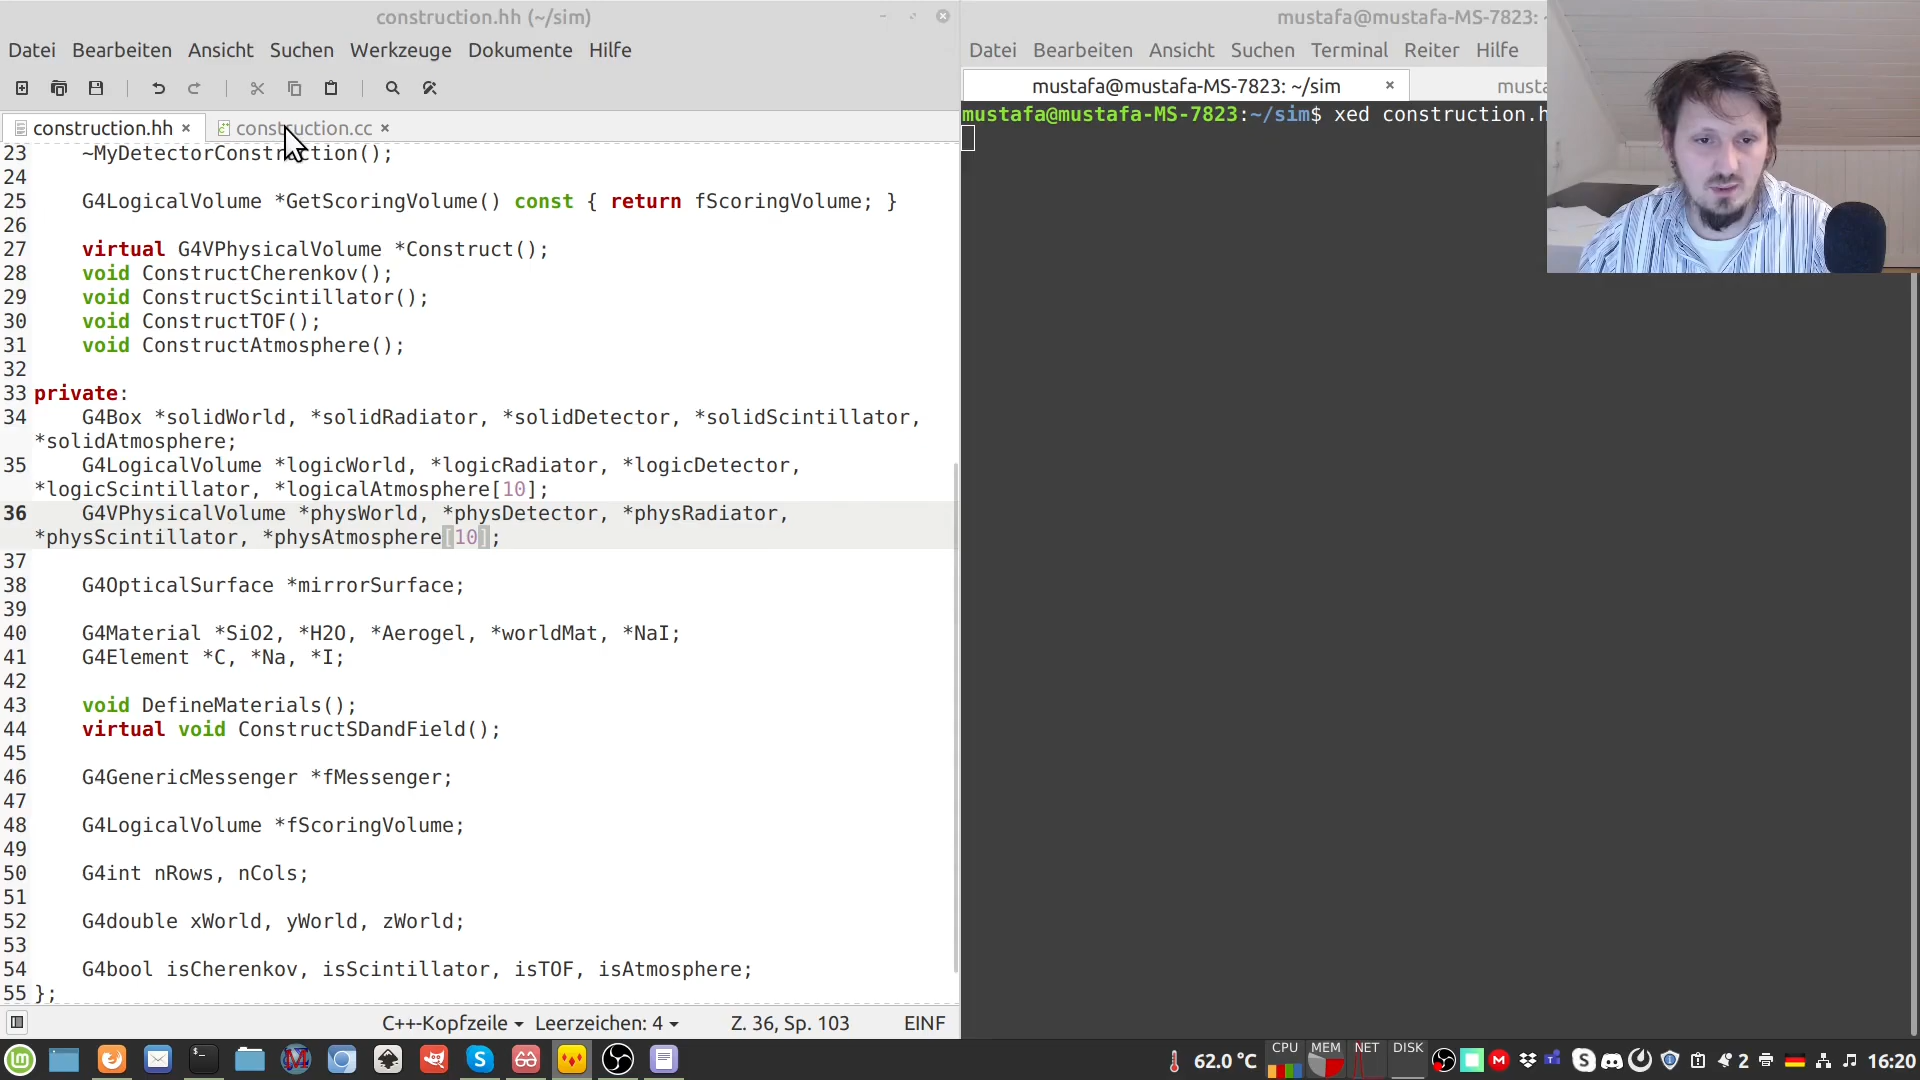 construction.hh (~/sim)
Datei Bearbeiten Ansicht Suchen Werkzeuge Dokumente Hilfe
construction.hh × construction.cc ×
23 ~MyDetectorConstruction();
24
25 G4LogicalVolume *GetScoringVolume() const { return fScoringVolume; }
26
27 virtual G4VPhysicalVolume *Construct();
28 void ConstructCherenkov();
29 void ConstructScintillator();
30 void ConstructTOF();
31 void ConstructAtmosphere();
32
33 private:
34 G4Box *solidWorld, *solidRadiator, *solidDetector, *solidScintillator,
*solidAtmosphere;
35 G4LogicalVolume *logicWorld, *logicRadiator, *logicDetector,
*logicScintillator, *logicalAtmosphere[10];
36 G4VPhysicalVolume *physWorld, *physDetector, *physRadiator,
*physScintillator, *physAtmosphere[10];
37
38 G4OpticalSurface *mirrorSurface;
39
40 G4Material *SiO2, *H2O, *Aerogel, *worldMat, *NaI;
41 G4Element *C, *Na, *I;
42
43 void DefineMaterials();
44 virtual void ConstructSDandField();
45
46 G4GenericMessenger *fMessenger;
47
48 G4LogicalVolume *fScoringVolume;
49
50 G4int nRows, nCols;
51
52 G4double xWorld, yWorld, zWorld;
53
54 G4bool isCherenkov, isScintillator, isTOF, isAtmosphere;
55 };
C++-Kopfzeile Leerzeichen: 4 Z. 36, Sp. 103 EINF
mustafa@mustafa-MS-7823:
Datei Bearbeiten Ansicht Suchen Terminal Reiter Hilfe
mustafa@mustafa-MS-7823: ~/sim × musta
mustafa@mustafa-MS-7823:~/sim$ xed construction.h
62.0 °C CPU MEM NET DISK 2 16:20